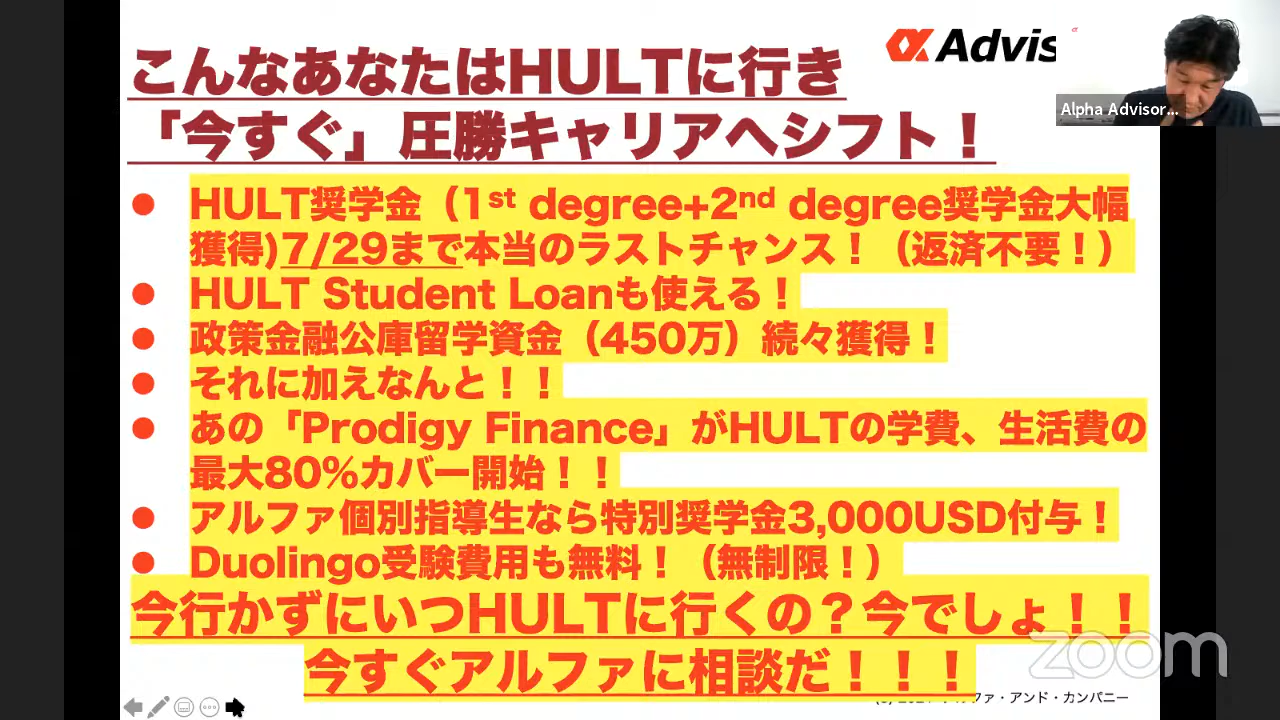 Advis
Alpha Advisor...
こんなあなたはHULTに行き
「今すぐ」圧勝キャリアへシフト！
● HULT奨学金（1st degree+2nd degree奨学金大幅
獲得)7/29まで本当のラストチャンス！（返済不要！）
● HULT Student Loanも使える！
● 政策金融公庫留学資金（450万）続々獲得！
● それに加えなんと！！
● あの「Prodigy Finance」がHULTの学費、生活費の
最大80%カバー開始！！
● アルファ個別指導生なら特別奨学金3,000USD付与！
● Duolingo受験費用も無料！（無制限！）
今行かずにいつHULTに行くの？今でしょ！！
今すぐアルファに相談だ！！！
zoom
ファ・アンド・カンパニー